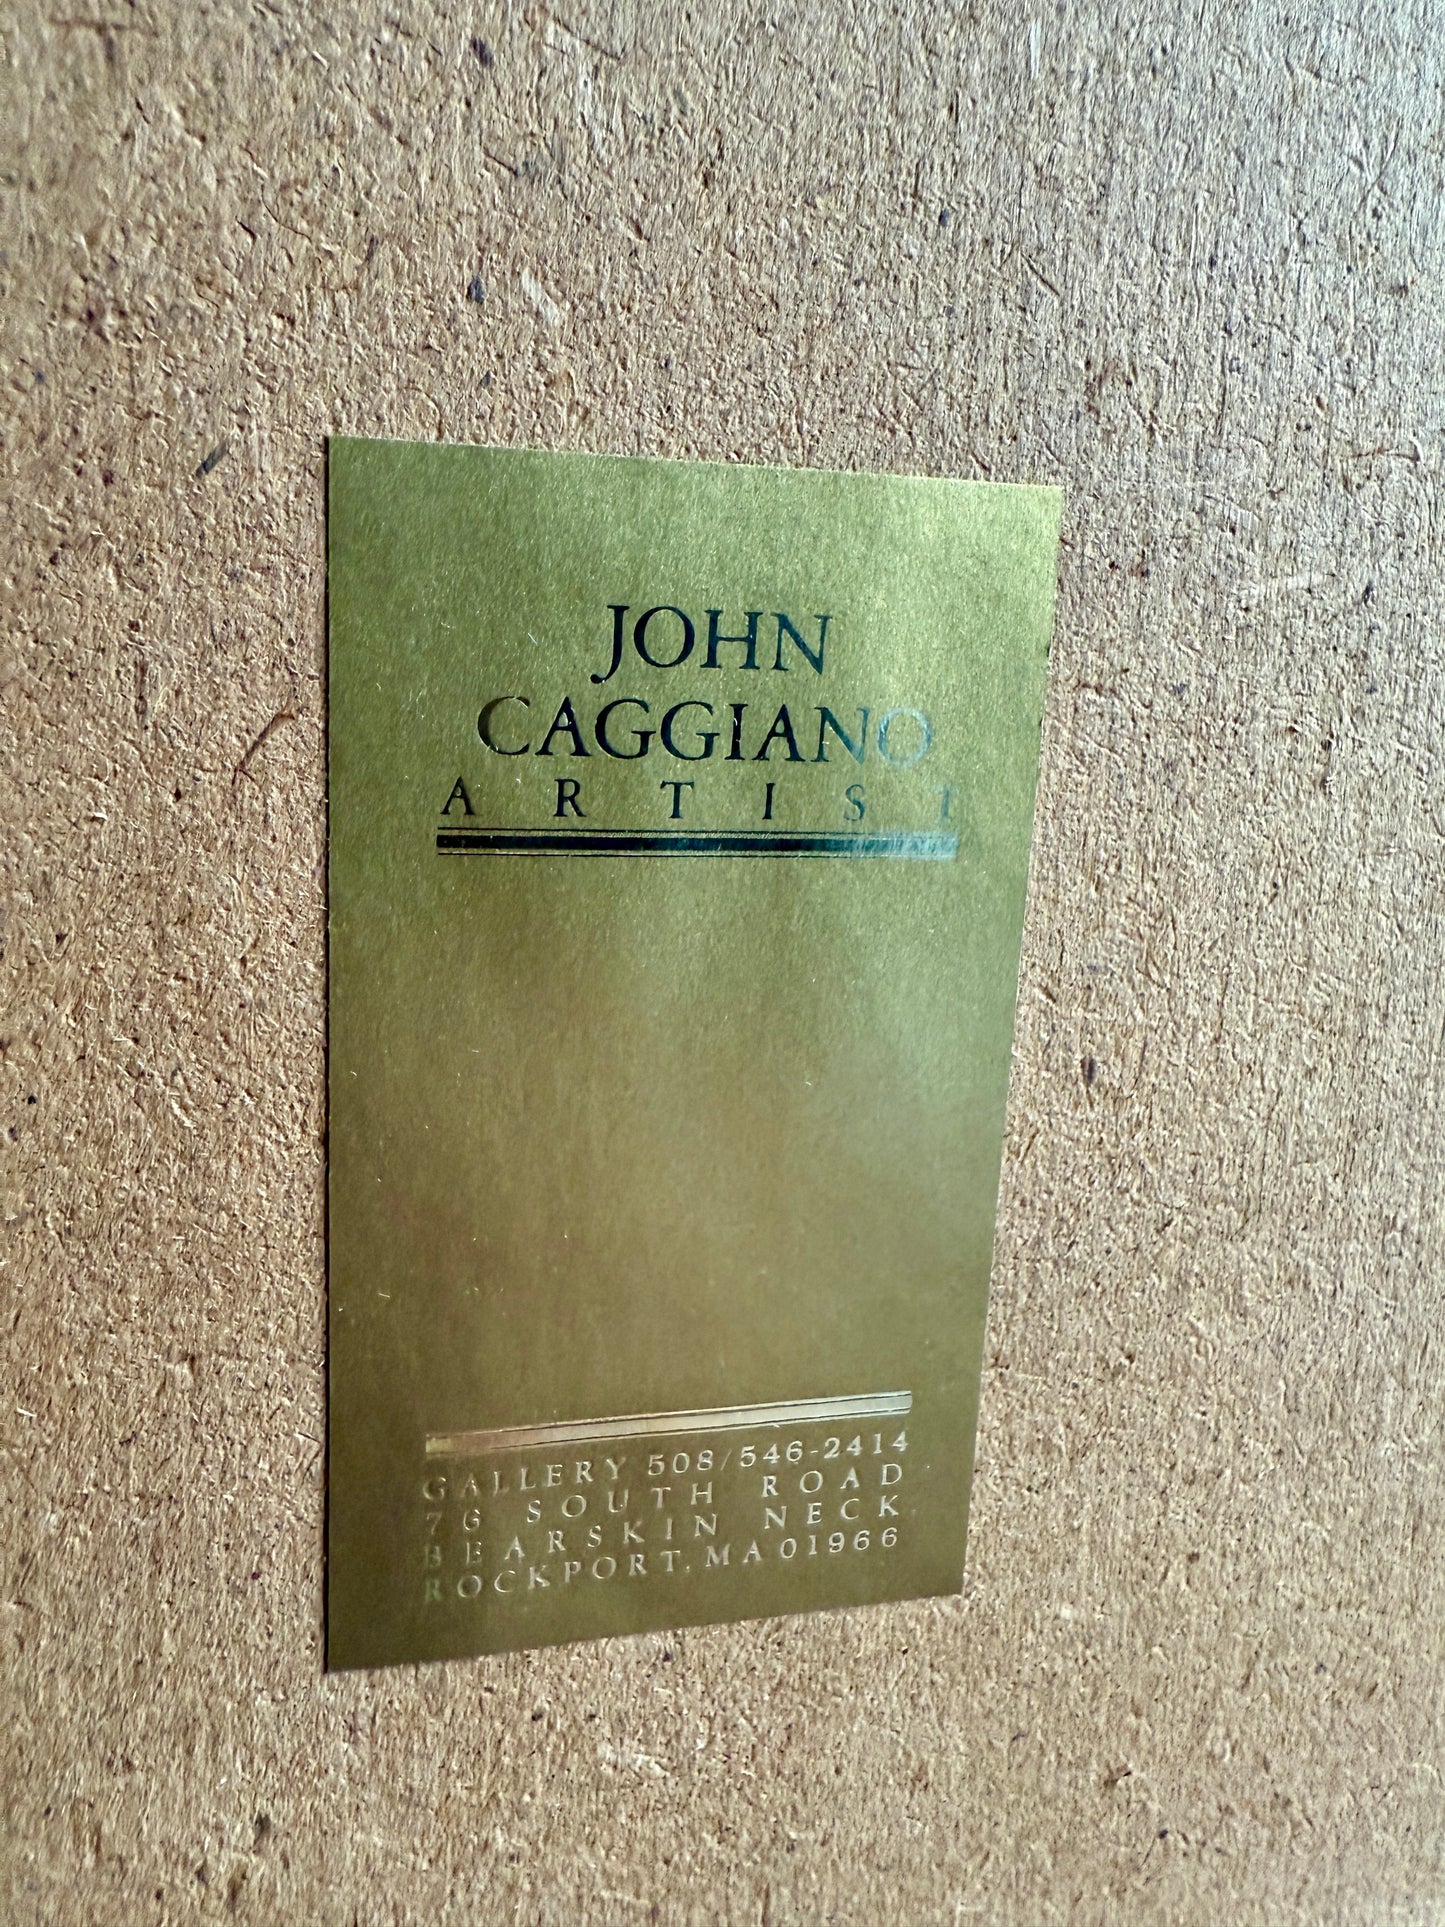 JOHN
CAGGIANO
ARTIST
GALLERY 508/546-2414
76 SOUTH ROAD
BEARSKIN NECK
ROCKPORT, MA 01966